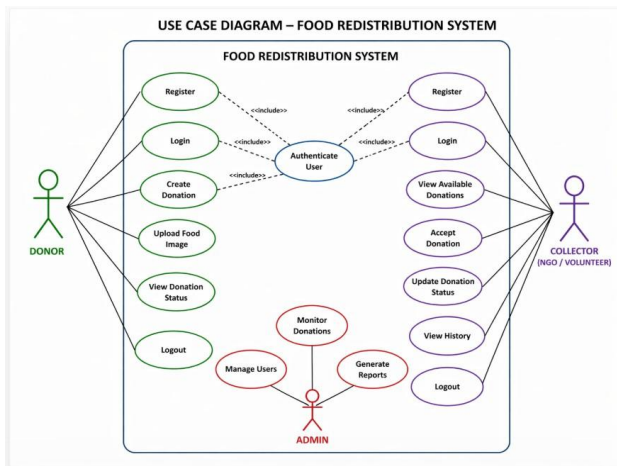 USE CASE DIAGRAM – FOOD REDISTRIBUTION SYSTEM
FOOD REDISTRIBUTION SYSTEM
Register
Login
Create
Donation
Upload Food
Image
View Donation
Status
Logout
DONOR
<<include>>
<<include>>
<<include>>
Authenticate
User
<<include>>
<<include>>
Register
Login
View Available
Donations
Accept
Donation
Update Donation
Status
View History
Logout
COLLECTOR
(NGO / VOLUNTEER)
Monitor
Donations
Manage Users
Generate
Reports
ADMIN